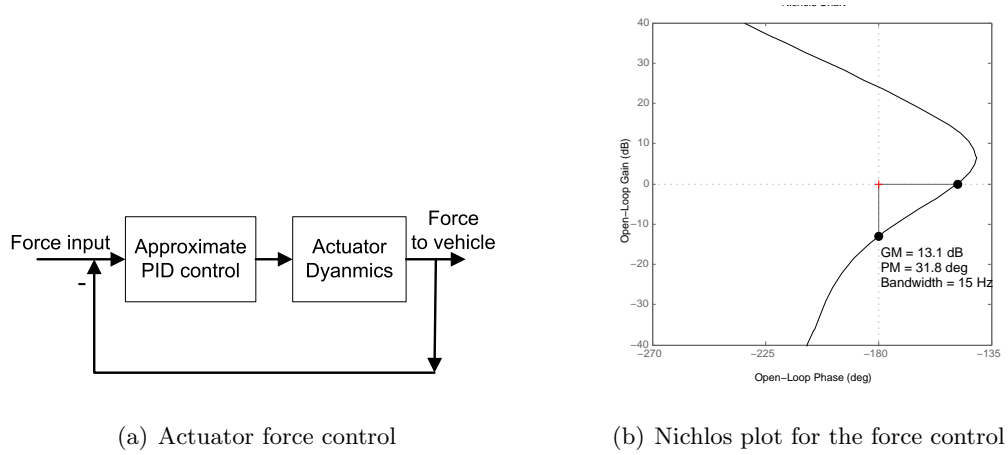 Force input
-
Approximate
PID control
Actuator
Dyanmics
Force
to vehicle
(a) Actuator force control
Open−Loop Gain (dB)
40
30
20
10
0
−10
−20
−30
−40
GM = 13.1 dB
PM = 31.8 deg
Bandwidth = 15 Hz
−270
−225
−180
−135
Open−Loop Phase (deg)
(b) Nichlos plot for the force control